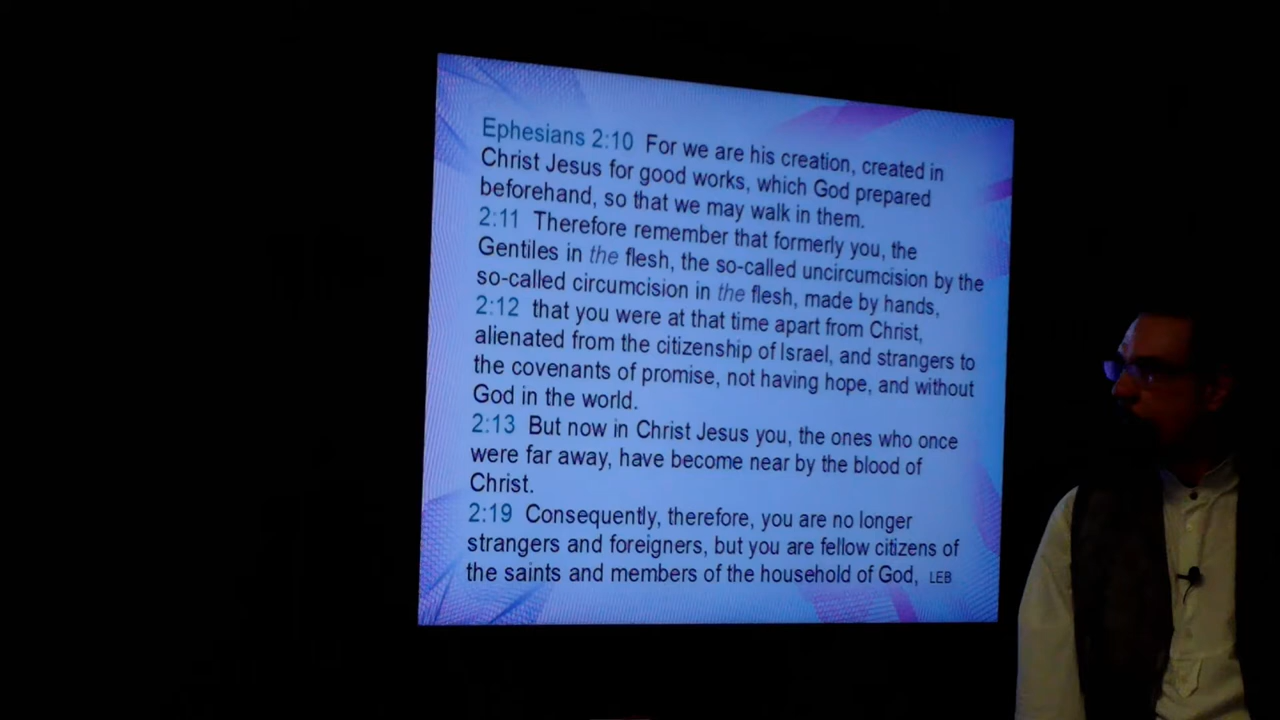 Ephesians 2:10 For we are his creation, created in
Christ Jesus for good works, which God prepared
beforehand, so that we may walk in them.
2:11 Therefore remember that formerly you, the
Gentiles in the flesh, the so-called uncircumcision by the
so-called circumcision in the flesh, made by hands,
2:12 that you were at that time apart from Christ,
alienated from the citizenship of Israel, and strangers to
the covenants of promise, not having hope, and without
God in the world.
2:13 But now in Christ Jesus you, the ones who once
were far away, have become near by the blood of
Christ.
2:19 Consequently, therefore, you are no longer
strangers and foreigners, but you are fellow citizens of
the saints and members of the household of God, LEB